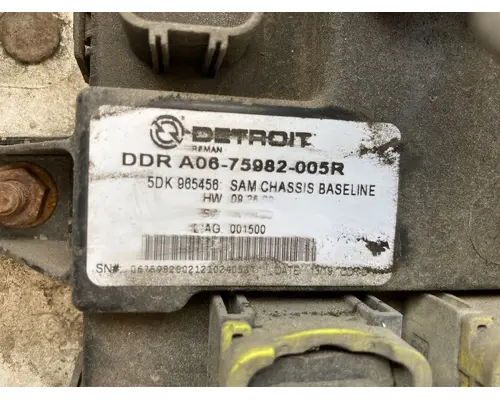 DETROIT
REMAN
DDR A06-75982-005R
5DK 965456 SAM CHASSIS BASELINE
HW
DIAG 001500
SN# DATE